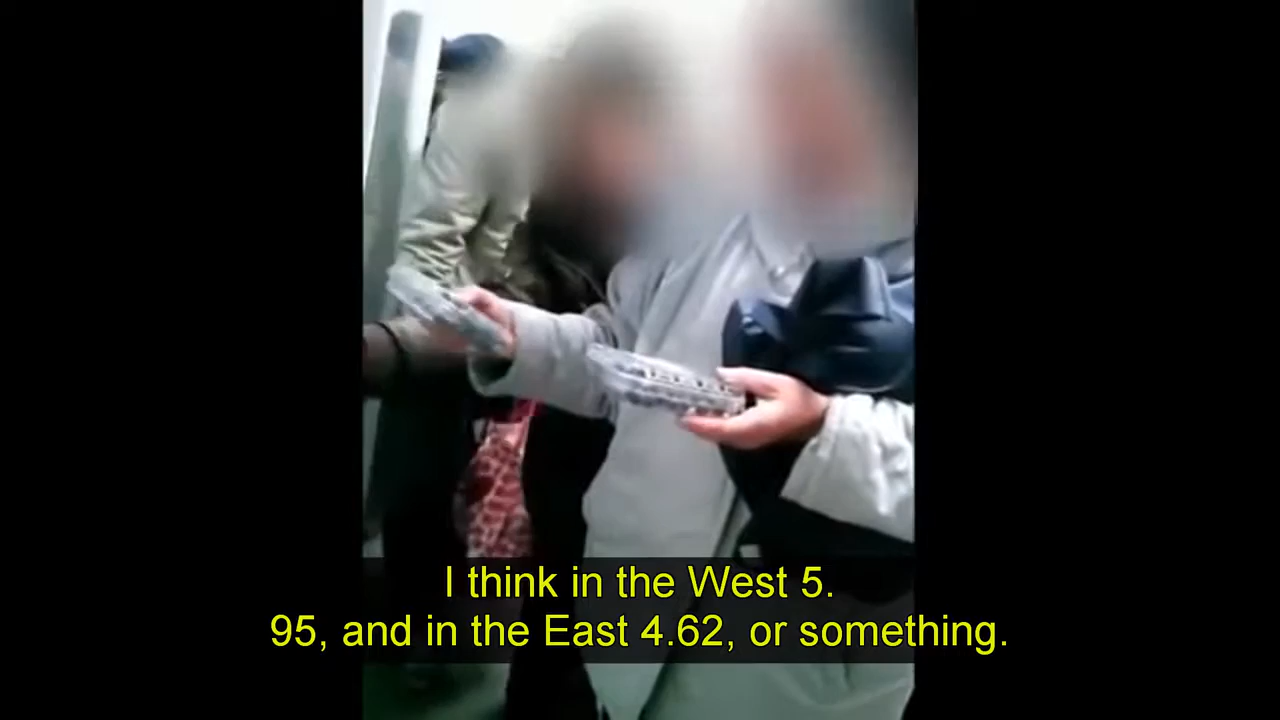 I think in the West 5.
95, and in the East 4.62, or something.